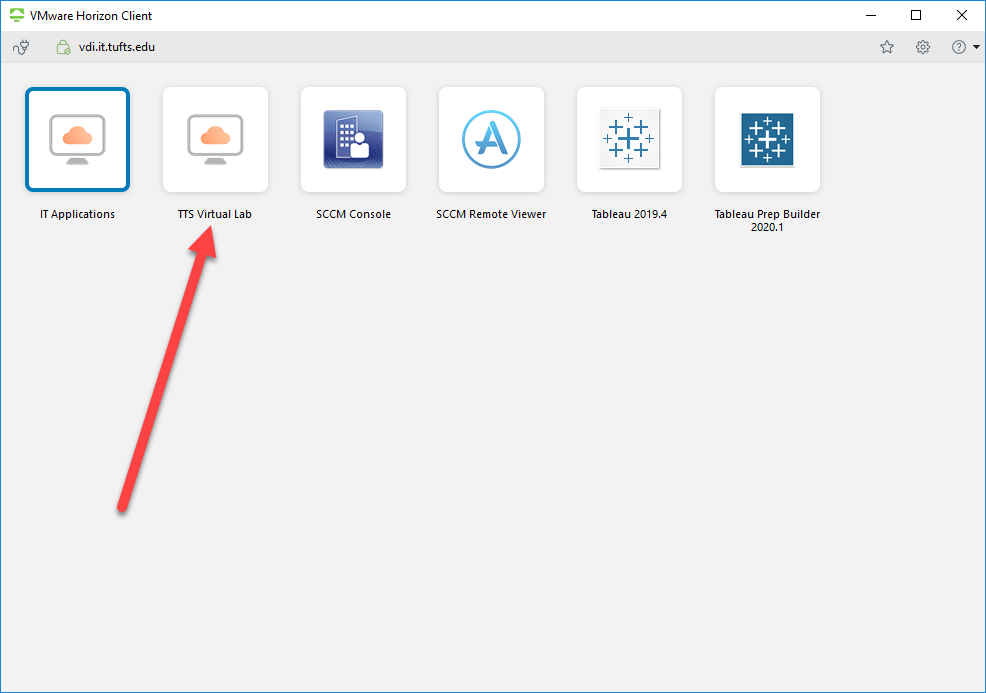 VMware Horizon Client
vdi.it.tufts.edu
IT Applications
TTS Virtual Lab
SCCM Console
SCCM Remote Viewer
Tableau 2019.4
Tableau Prep Builder
2020.1